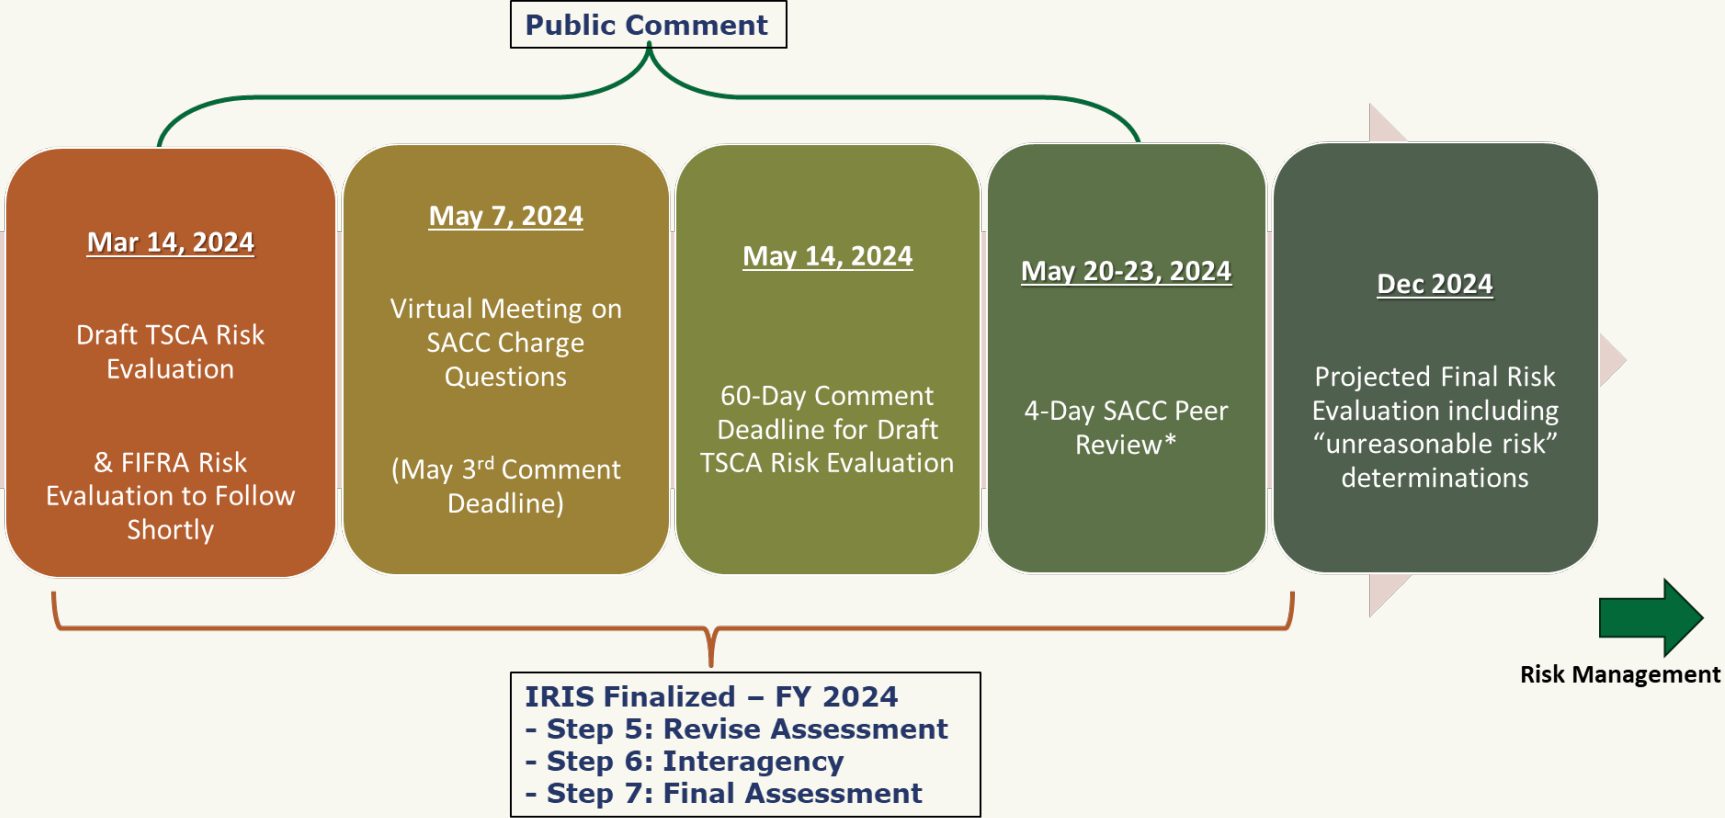 Public Comment
Mar 14, 2024
Draft TSCA Risk
Evaluation
& FIFRA Risk
Evaluation to Follow
Shortly
May 7, 2024
Virtual Meeting on
SACC Charge
Questions
(May 3rd Comment
Deadline)
May 14, 2024
60-Day Comment
Deadline for Draft
TSCA Risk Evaluation
May 20-23, 2024
4-Day SACC Peer
Review*
Dec 2024
Projected Final Risk
Evaluation including
“unreasonable risk”
determinations
Risk Management
IRIS Finalized – FY 2024
- Step 5: Revise Assessment
- Step 6: Interagency
- Step 7: Final Assessment